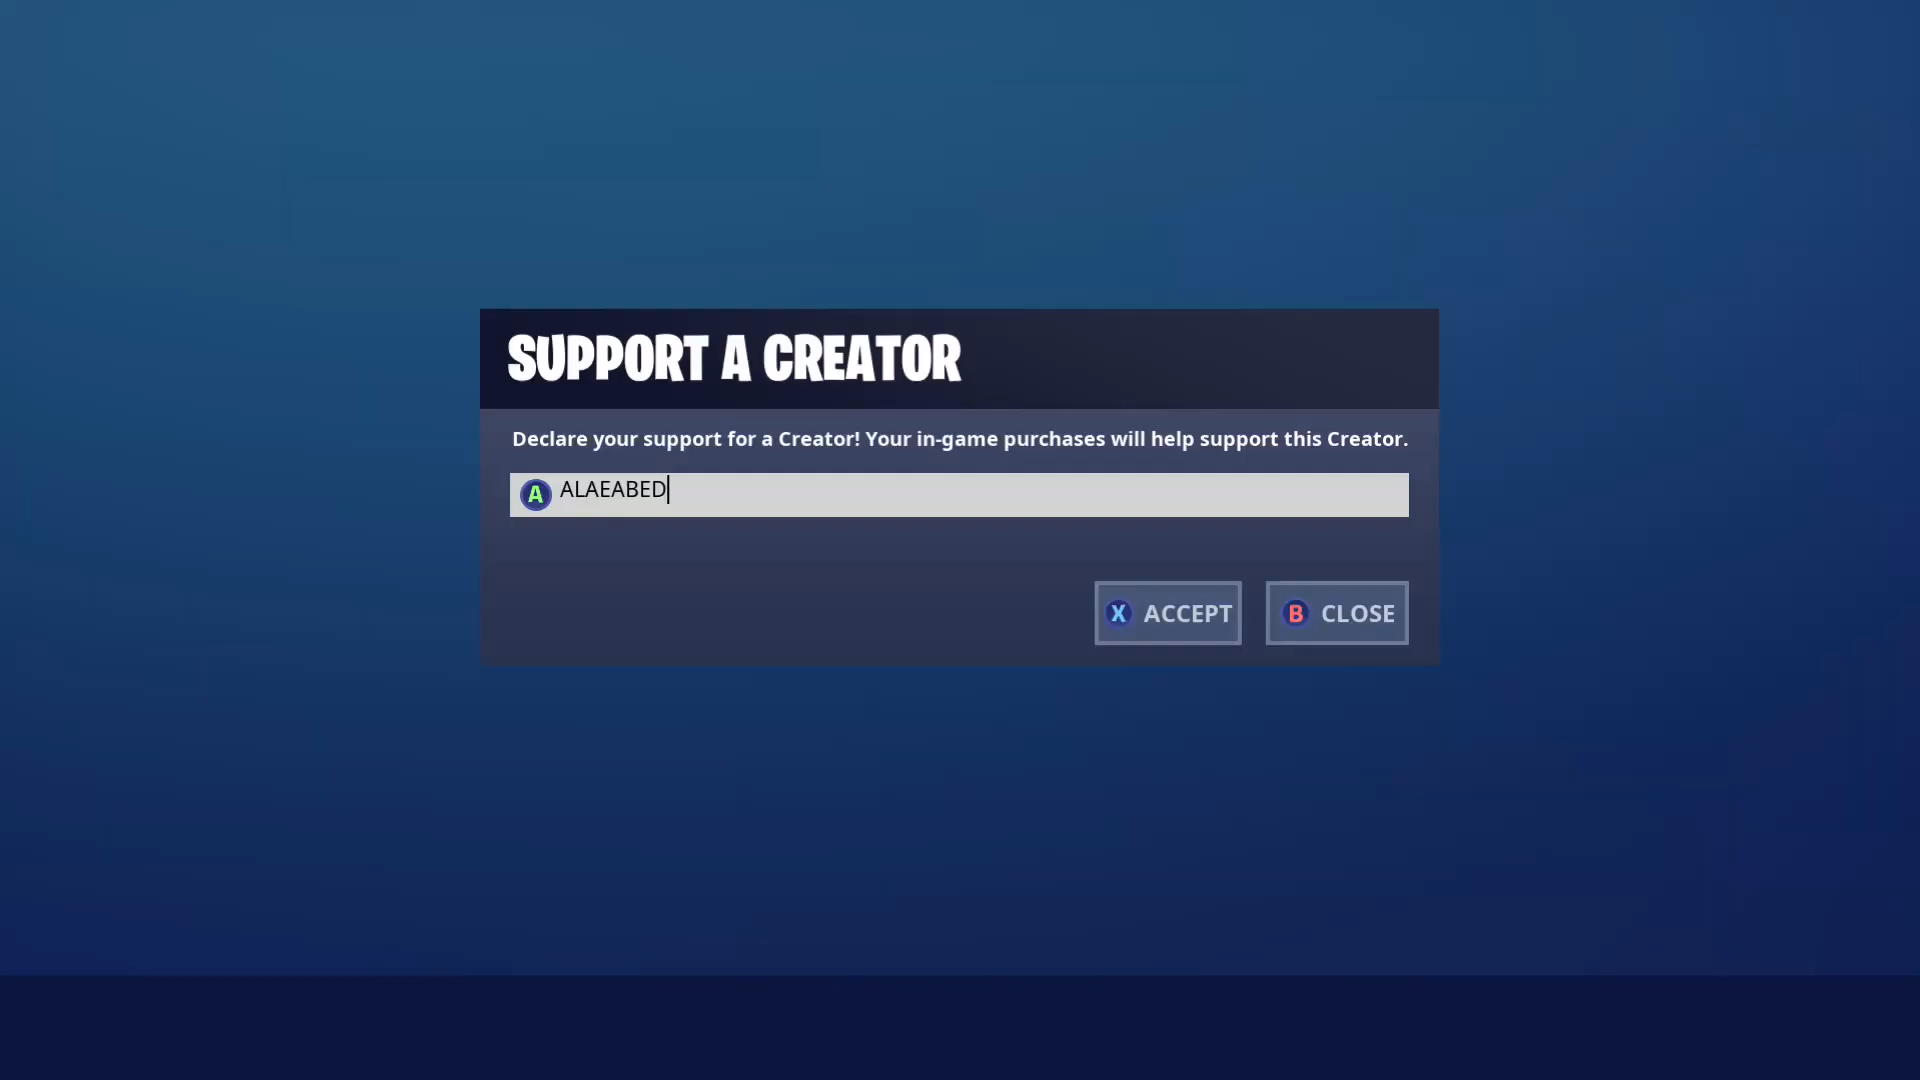 SUPPORT A CREATOR
Declare your support for a Creator! Your in-game purchases will help support this Creator.
A ALAEABED
X ACCEPT B CLOSE